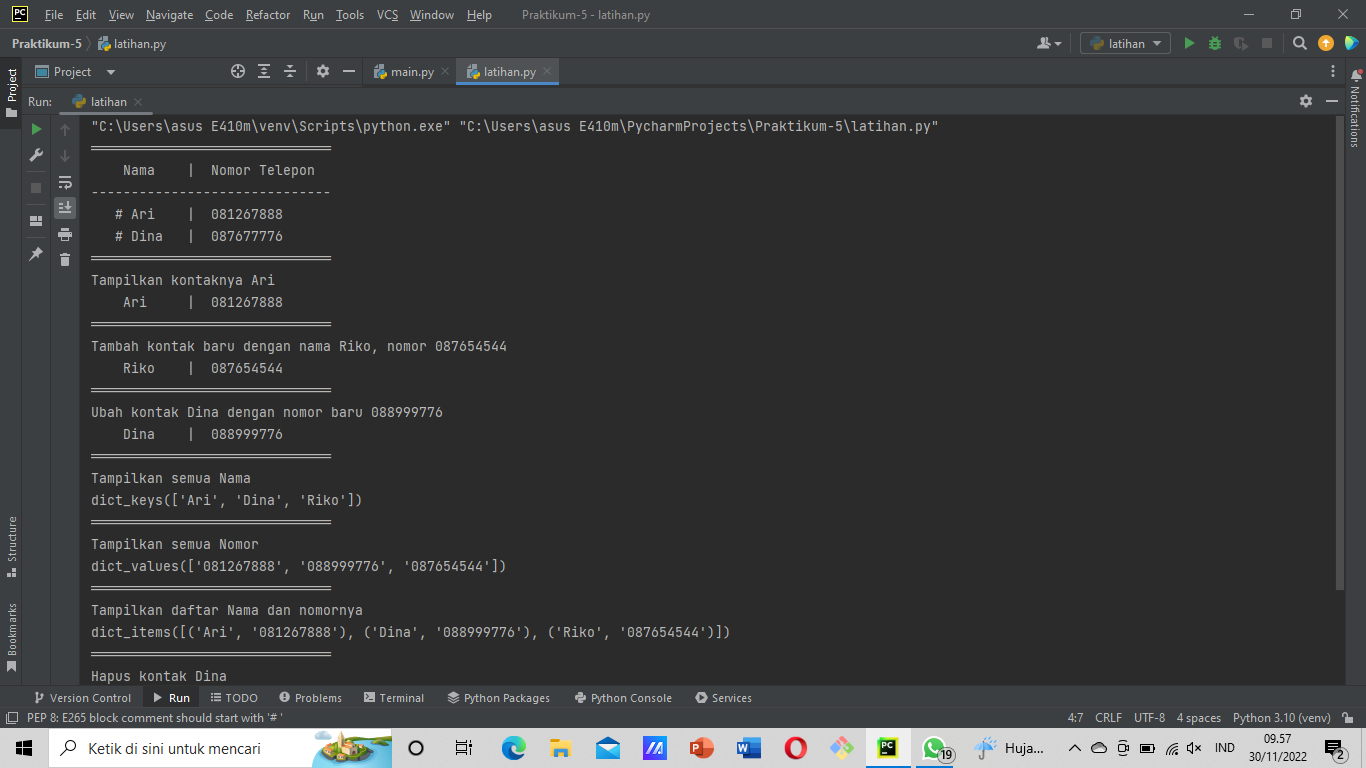 PC File Edit View Navigate Code Refactor Run Tools VCS Window Help Praktikum-5 - latihan.py
Praktikum-5 latihan.py latihan
Project main.py latihan.py
Run: latihan
"C:\Users\asus E410m\venv\Scripts\python.exe" "C:\Users\asus E410m\PycharmProjects\Praktikum-5\latihan.py"
==============================
Nama | Nomor Telepon
------------------------------
# Ari | 081267888
# Dina | 087677776
==============================
Tampilkan kontaknya Ari
Ari | 081267888
==============================
Tambah kontak baru dengan nama Riko, nomor 087654544
Riko | 087654544
==============================
Ubah kontak Dina dengan nomor baru 088999776
Dina | 088999776
==============================
Tampilkan semua Nama
dict_keys(['Ari', 'Dina', 'Riko'])
==============================
Tampilkan semua Nomor
dict_values(['081267888', '088999776', '087654544'])
==============================
Tampilkan daftar Nama dan nomornya
dict_items([('Ari', '081267888'), ('Dina', '088999776'), ('Riko', '087654544')])
==============================
Hapus kontak Dina
Project
Structure
Bookmarks
Notifications
Version Control Run TODO Problems Terminal Python Packages Python Console Services
PEP 8: E265 block comment should start with '# ' 4:7 CRLF UTF-8 4 spaces Python 3.10 (venv)
Ketik di sini untuk mencari PC 19 Huja... IND 09.57
30/11/2022 2